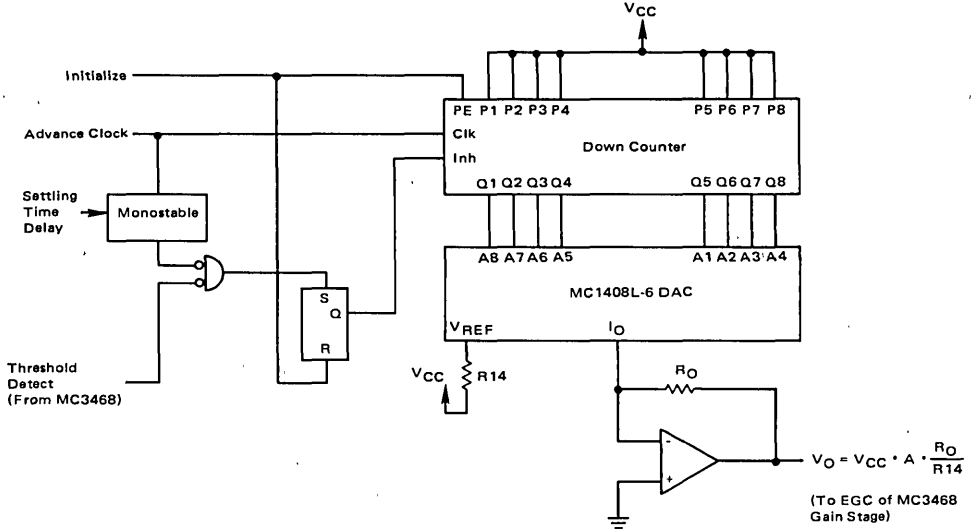 VCC
Initialize
PE P1 P2 P3 P4 P5 P6 P7 P8
Advance Clock
Clk
Down Counter
Inh
Q1 Q2 Q3 Q4 Q5 Q6 Q7 Q8
Settling
Time
Delay
Monostable
A8 A7 A6 A5 A1 A2 A3 A4
MC1408L-6 DAC
S
Q
R
VREF
IO
Threshold
Detect
(From MC3468)
VCC
R14
RO
-
+
VO = VCC • A • RO/R14
(To EGC of MC3468
Gain Stage)